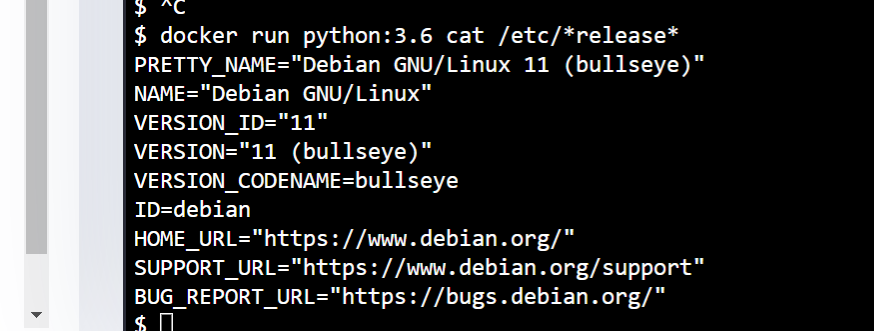 $ ^C
$ docker run python:3.6 cat /etc/*release*
PRETTY_NAME="Debian GNU/Linux 11 (bullseye)"
NAME="Debian GNU/Linux"
VERSION_ID="11"
VERSION="11 (bullseye)"
VERSION_CODENAME=bullseye
ID=debian
HOME_URL="https://www.debian.org/"
SUPPORT_URL="https://www.debian.org/support"
BUG_REPORT_URL="https://bugs.debian.org/"
$